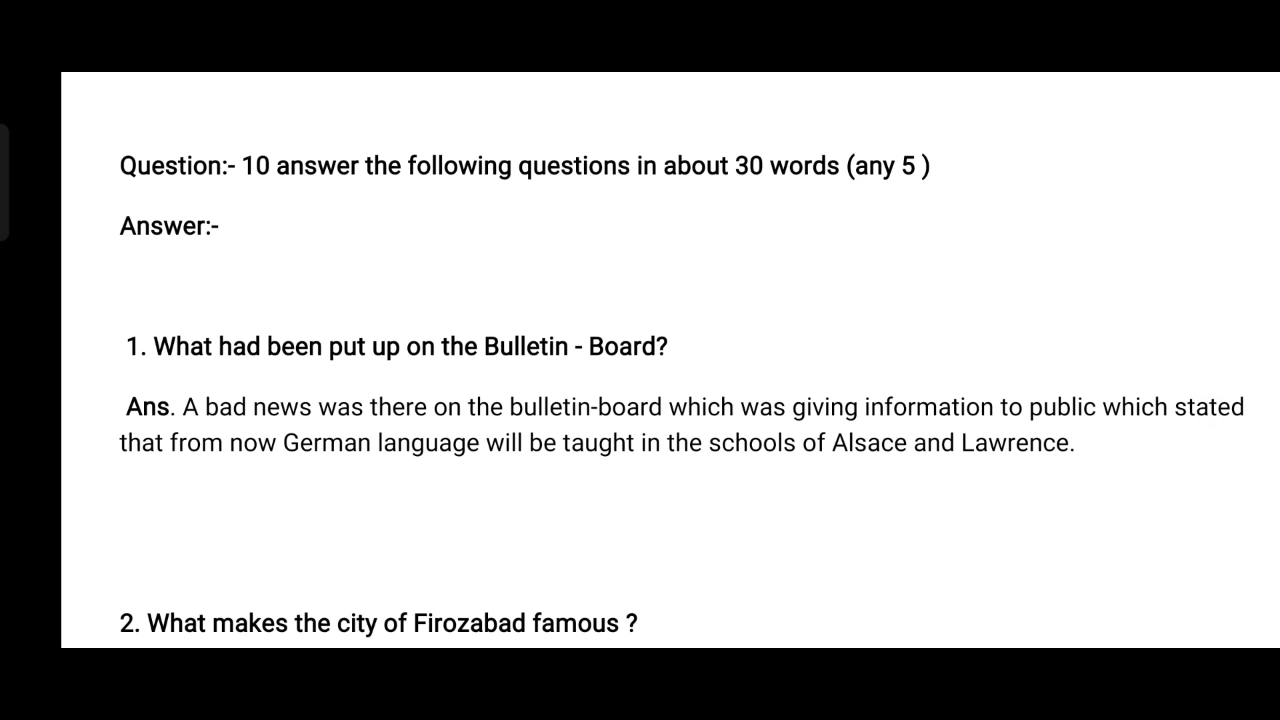 Question:- 10 answer the following questions in about 30 words (any 5 )
Answer:-
1. What had been put up on the Bulletin - Board?
Ans. A bad news was there on the bulletin-board which was giving information to public which stated
that from now German language will be taught in the schools of Alsace and Lawrence.
2. What makes the city of Firozabad famous ?